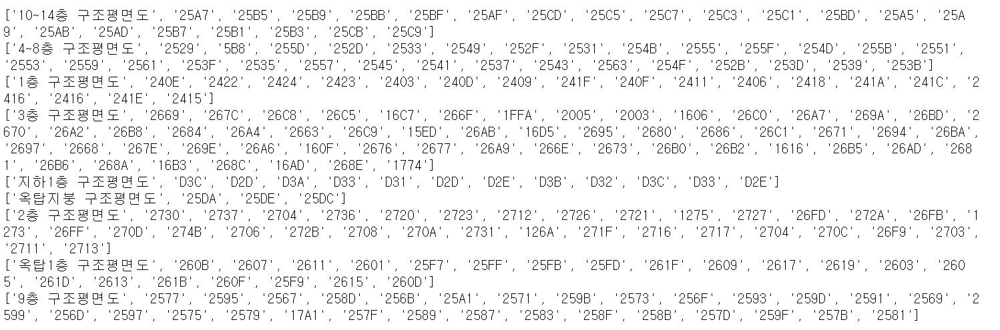 ['10~14층 구조평면도', '25A7', '25B5', '25B9', '25BB', '25BF', '25AF', '25CD', '25C5', '25C7', '25C3', '25C1', '25BD', '25A5', '25A
9', '25AB', '25AD', '25B7', '25B1', '25B3', '25CB', '25C9']
['4~8층 구조평면도', '2529', '5B8', '255D', '252D', '2533', '2549', '252F', '2531', '254B', '2555', '255F', '254D', '255B', '2551',
'2553', '2559', '2561', '253F', '2535', '2557', '2545', '2541', '2537', '2543', '2563', '254F', '252B', '253D', '2539', '253B']
['1층 구조평면도', '240E', '2422', '2424', '2423', '2403', '240D', '2409', '241F', '240F', '2411', '2406', '2418', '241A', '241C', '2
416', '2416', '241E', '2415']
['3층 구조평면도', '2669', '267C', '26C8', '26C5', '16C7', '266F', '1FFA', '2005', '2003', '1606', '26C0', '26A7', '269A', '26BD', '2
670', '26A2', '26B8', '2684', '26A4', '2663', '26C9', '15ED', '26AB', '16D5', '2695', '2680', '2686', '26C1', '2671', '2694', '26BA',
'2697', '2668', '267E', '269E', '26A6', '160F', '2676', '2677', '26A9', '266E', '2673', '26B0', '26B2', '1616', '26B5', '26AD', '268
1', '26B6', '268A', '16B3', '268C', '16AD', '268E', '1774']
['지하1층 구조평면도', 'D3C', 'D2D', 'D3A', 'D33', 'D31', 'D2D', 'D2E', 'D3B', 'D32', 'D3C', 'D33', 'D2E']
['옥탑지붕 구조평면도', '25DA', '25DE', '25DC']
['2층 구조평면도', '2730', '2737', '2704', '2736', '2720', '2723', '2712', '2726', '2721', '1275', '2727', '26FD', '272A', '26FB', '1
273', '26FF', '270D', '274B', '2706', '272B', '2708', '270A', '2731', '126A', '271F', '2716', '2717', '2704', '270C', '26F9', '2703',
'2711', '2713']
['옥탑1층 구조평면도', '260B', '2607', '2611', '2601', '25F7', '25FF', '25FB', '25FD', '261F', '2609', '2617', '2619', '2603', '260
5', '261D', '2613', '261B', '260F', '25F9', '2615', '260D']
['9층 구조평면도', '2577', '2595', '2567', '258D', '256B', '25A1', '2571', '259B', '2573', '256F', '2593', '259D', '2591', '2569', '2
599', '256D', '2597', '2575', '2579', '17A1', '257F', '2589', '2587', '2583', '258F', '258B', '257D', '259F', '257B', '2581']